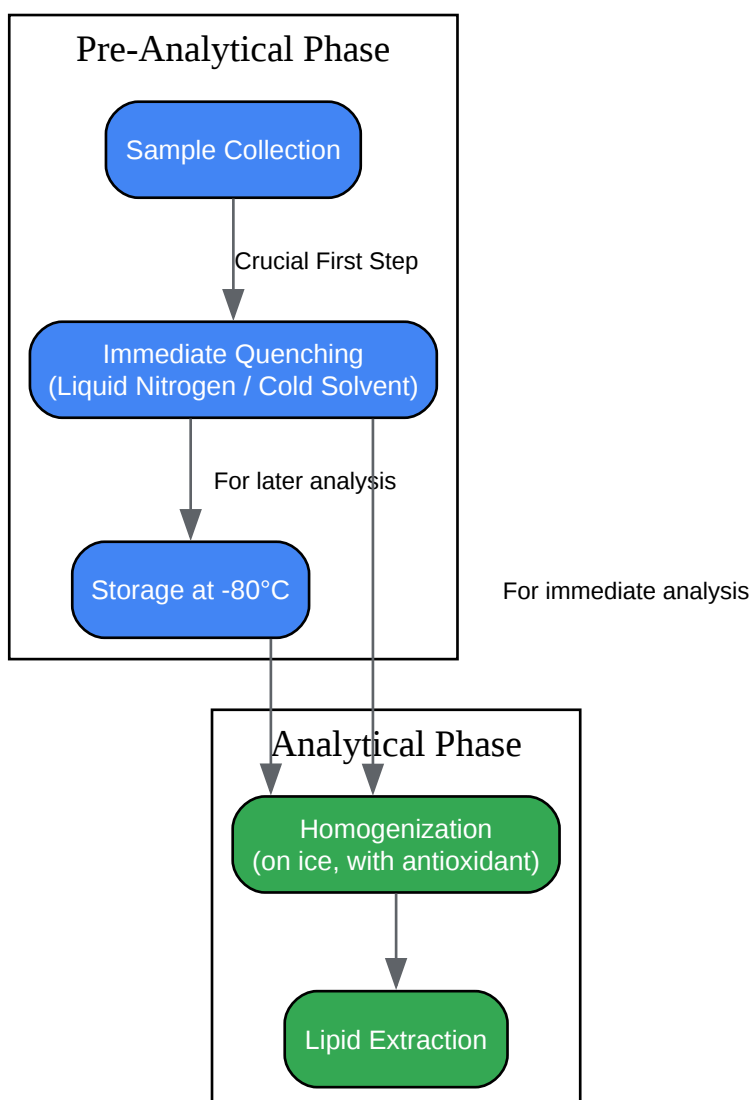 Pre-Analytical Phase
Sample Collection
Crucial First Step
Immediate Quenching
(Liquid Nitrogen / Cold Solvent)
For later analysis
Storage at -80°C
For immediate analysis
Analytical Phase
Homogenization
(on ice, with antioxidant)
Lipid Extraction